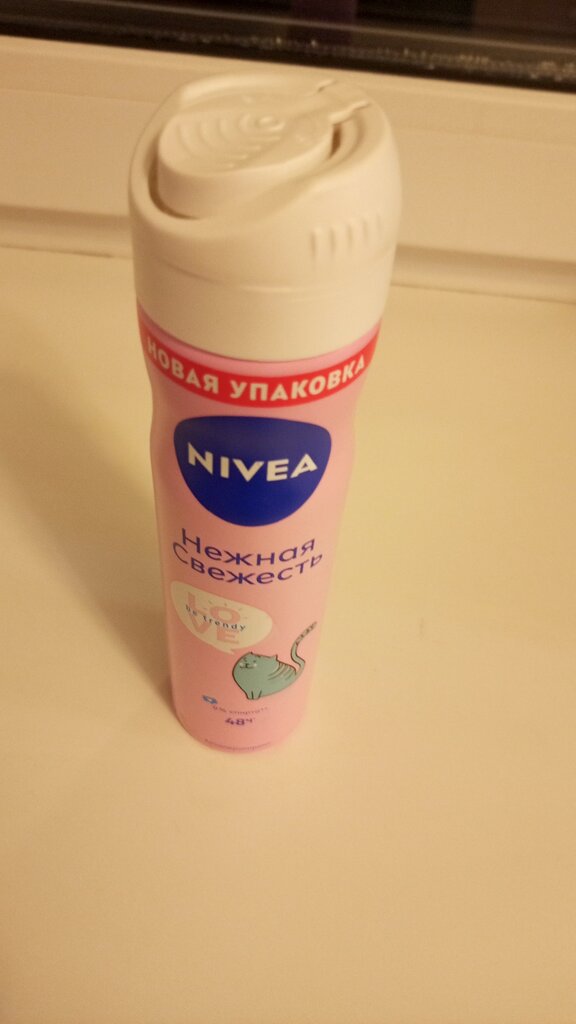 НОВАЯ УПАКОВКА
NIVEA
Нежная
Свежесть
LO
be trendy
VE
48ч